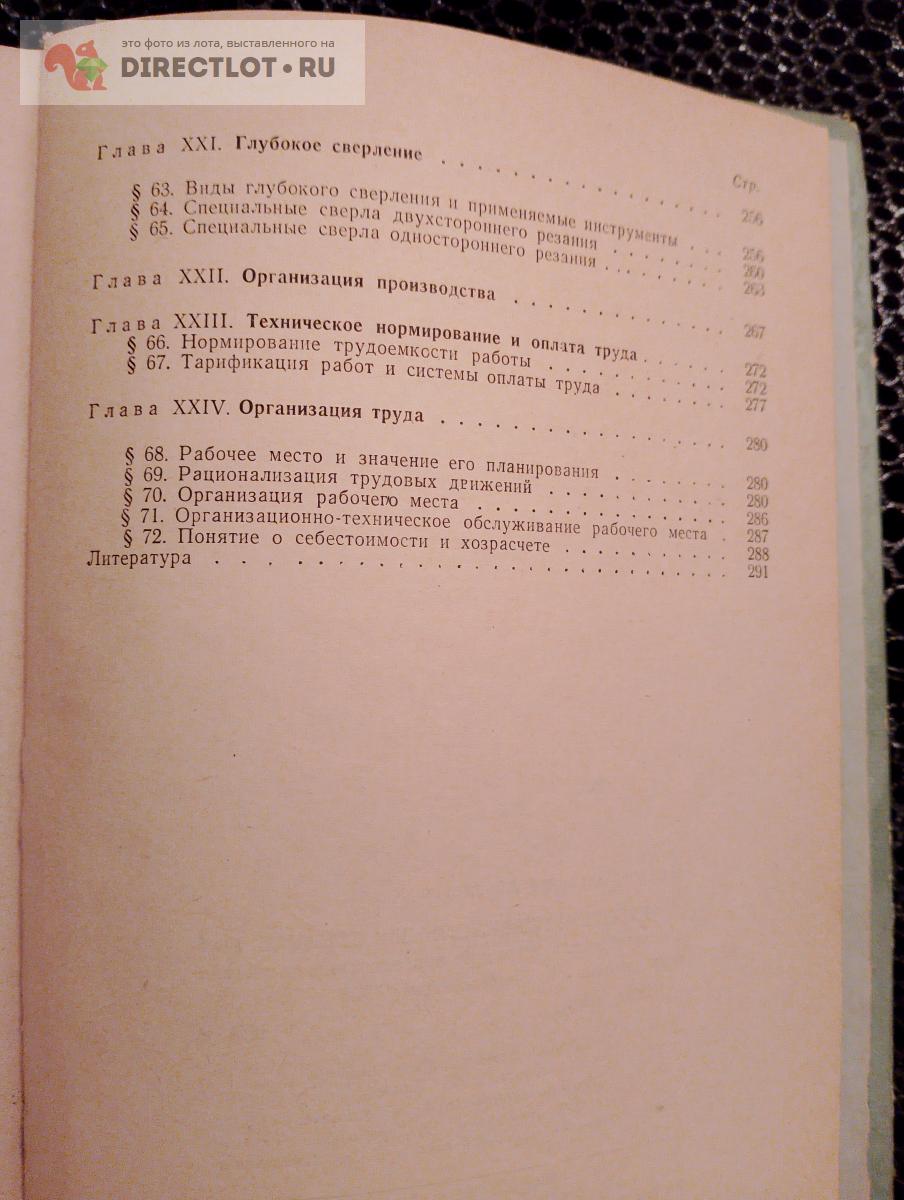 это фото из лота, выставленного на
DIRECTLOT.RU
Глава XXI. Глубокое сверление . . . . . . . . . . . . . . . . 256
Стр.
§ 63. Виды глубокого сверления и применяемые инструменты . . . 256
§ 64. Специальные сверла двухстороннего резания . . . . . . . 260
§ 65. Специальные сверла одностороннего резания . . . . . . . . 263
Глава XXII. Организация производства . . . . . . . . . . . . 267
Глава XXIII. Техническое нормирование и оплата труда . . . . . 272
§ 66. Нормирование трудоемкости работы . . . . . . . . . . 272
§ 67. Тарификация работ и системы оплаты труда . . . . . . . 277
Глава XXIV. Организация труда . . . . . . . . . . . . . . . . 280
§ 68. Рабочее место и значение его планирования . . . . . . . 280
§ 69. Рационализация трудовых движений . . . . . . . . . . 280
§ 70. Организация рабочего места . . . . . . . . . . . . . . 286
§ 71. Организационно-техническое обслуживание рабочего места . 287
§ 72. Понятие о себестоимости и хозрасчете . . . . . . . . . . 288
Литература . . . . . . . . . . . . . . . . . . . . . . . . . 291